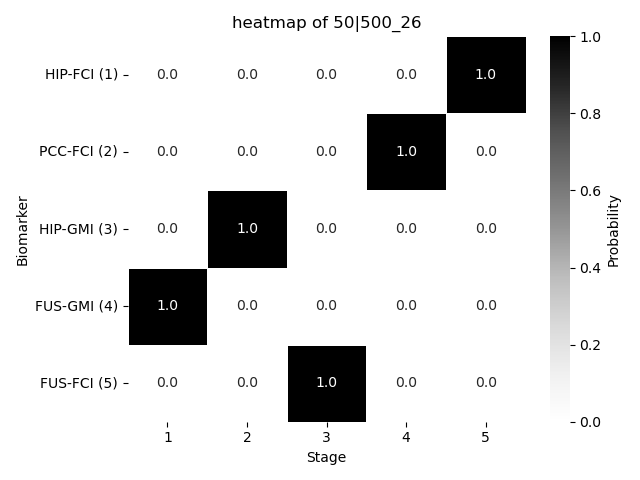 heatmap of 50|500_26
Biomarker
HIP-FCI (1) 0.0 0.0 0.0 0.0 1.0
PCC-FCI (2) 0.0 0.0 0.0 1.0 0.0
HIP-GMI (3) 0.0 1.0 0.0 0.0 0.0
FUS-GMI (4) 1.0 0.0 0.0 0.0 0.0
FUS-FCI (5) 0.0 0.0 1.0 0.0 0.0
1 2 3 4 5
Stage
1.0
0.8
0.6
0.4
0.2
0.0
Probability